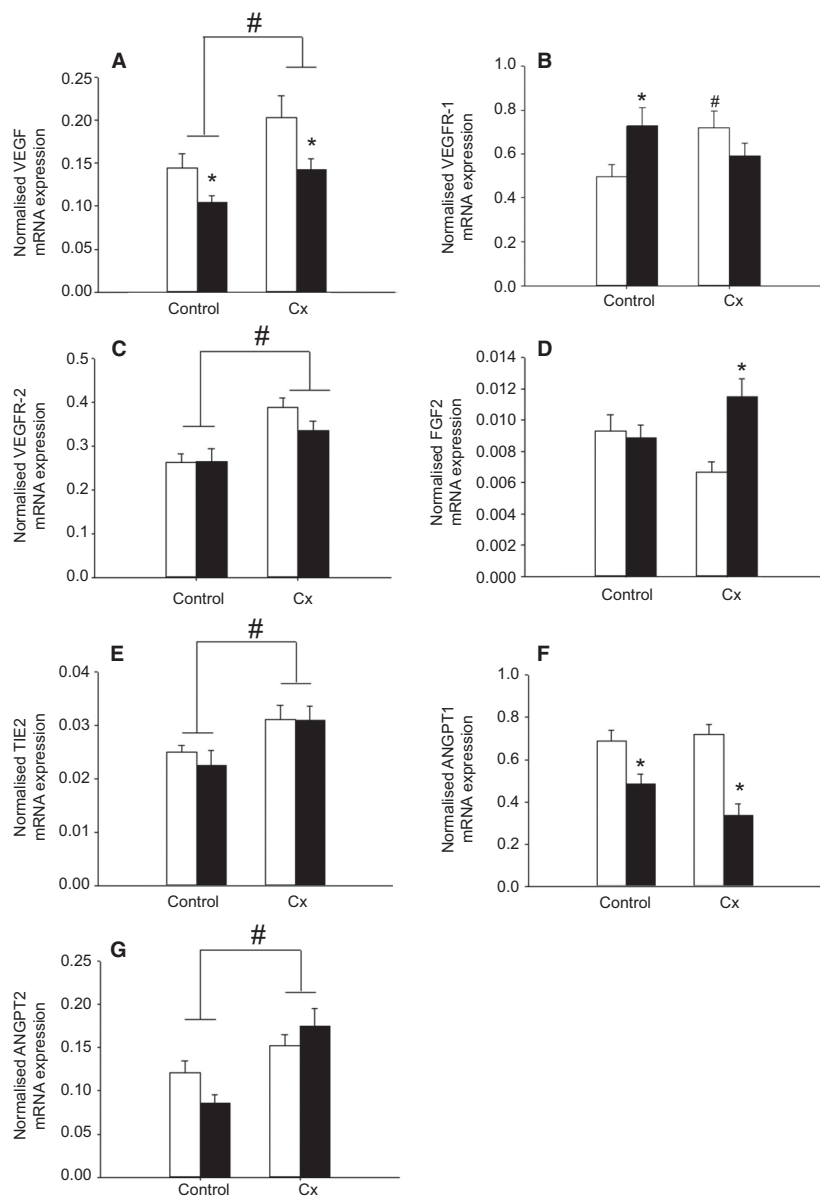 #
A
Normalised VEGF
mRNA expression
0.25
0.20
0.15
0.10
0.05
0.00
*
*
Control
Cx
B
Normalised VEGFR-1
mRNA expression
1.0
0.8
0.6
0.4
0.2
0.0
*
#
Control
Cx
#
C
Normalised VEGFR-2
mRNA expression
0.5
0.4
0.3
0.2
0.1
0.0
Control
Cx
D
Normalised FGF2
mRNA expression
0.014
0.012
0.010
0.008
0.006
0.004
0.002
0.000
*
Control
Cx
#
E
Normalised TIE2
mRNA expression
0.04
0.03
0.02
0.01
0.00
Control
Cx
F
Normalised ANGPT1
mRNA expression
1.0
0.8
0.6
0.4
0.2
0.0
*
*
Control
Cx
#
G
Normalised ANGPT2
mRNA expression
0.25
0.20
0.15
0.10
0.05
0.00
Control
Cx